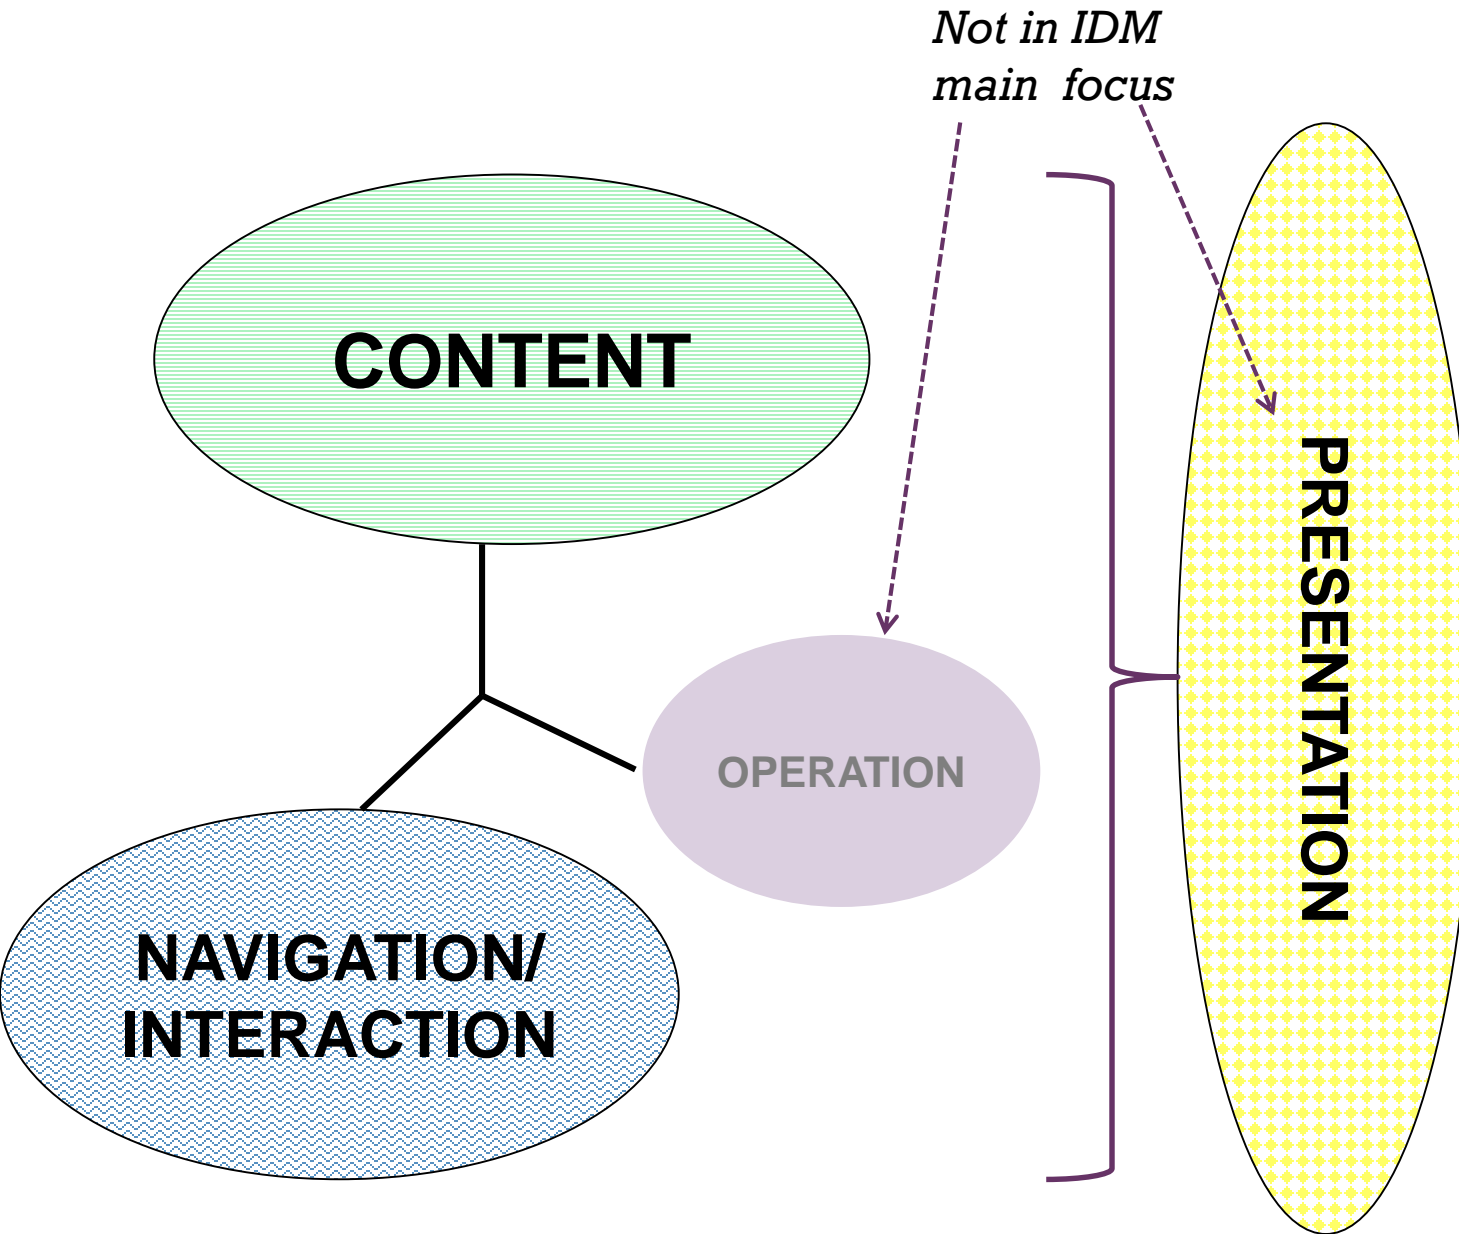 Not in IDM
main focus
CONTENT
OPERATION
NAVIGATION/
INTERACTION
PRESENTATION